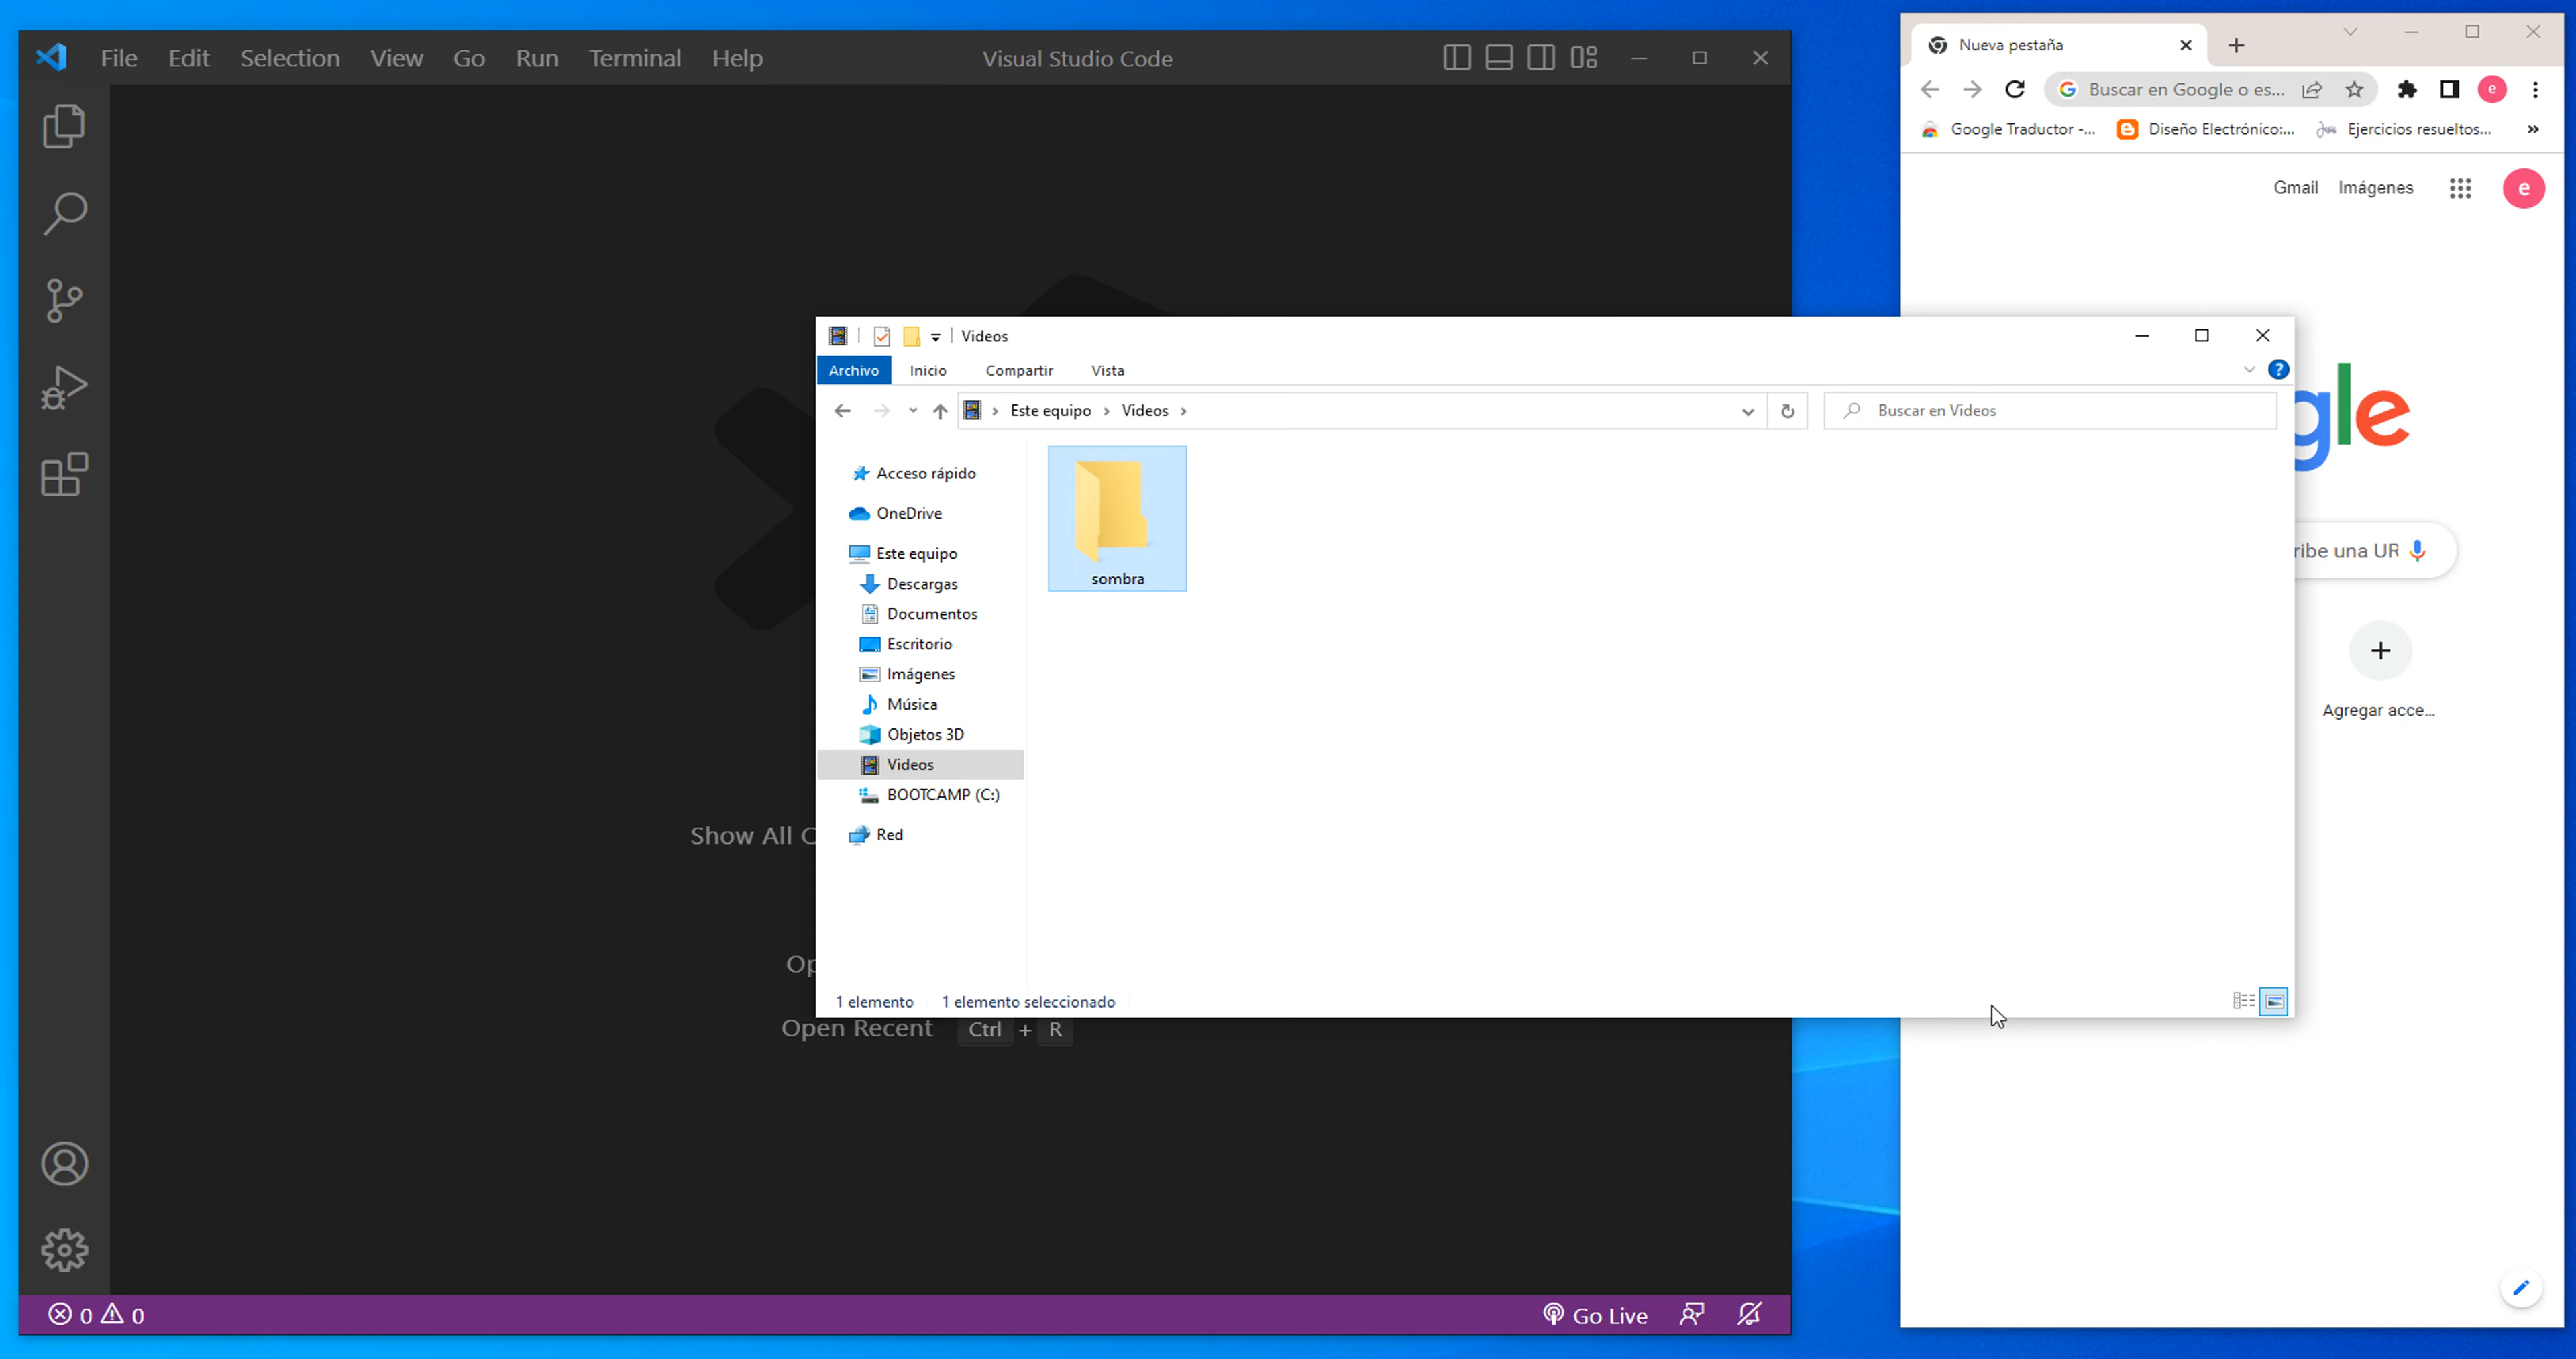 File Edit Selection View Go Run Terminal Help
Visual Studio Code
Show All
Open Recent Ctrl + R
0 0
Go Live
Videos
Archivo Inicio Compartir Vista
Este equipo Videos
Buscar en Videos
Acceso rápido
OneDrive
Este equipo
Descargas
Documentos
Escritorio
Imágenes
Música
Objetos 3D
Videos
BOOTCAMP (C:)
Red
sombra
1 elemento 1 elemento seleccionado
Nueva pestaña
Buscar en Google o es...
e
Google Traductor -... Diseño Electrónico:... Ejercicios resueltos... »
Gmail Imágenes e
gle
ribe una UR
Agregar acce...